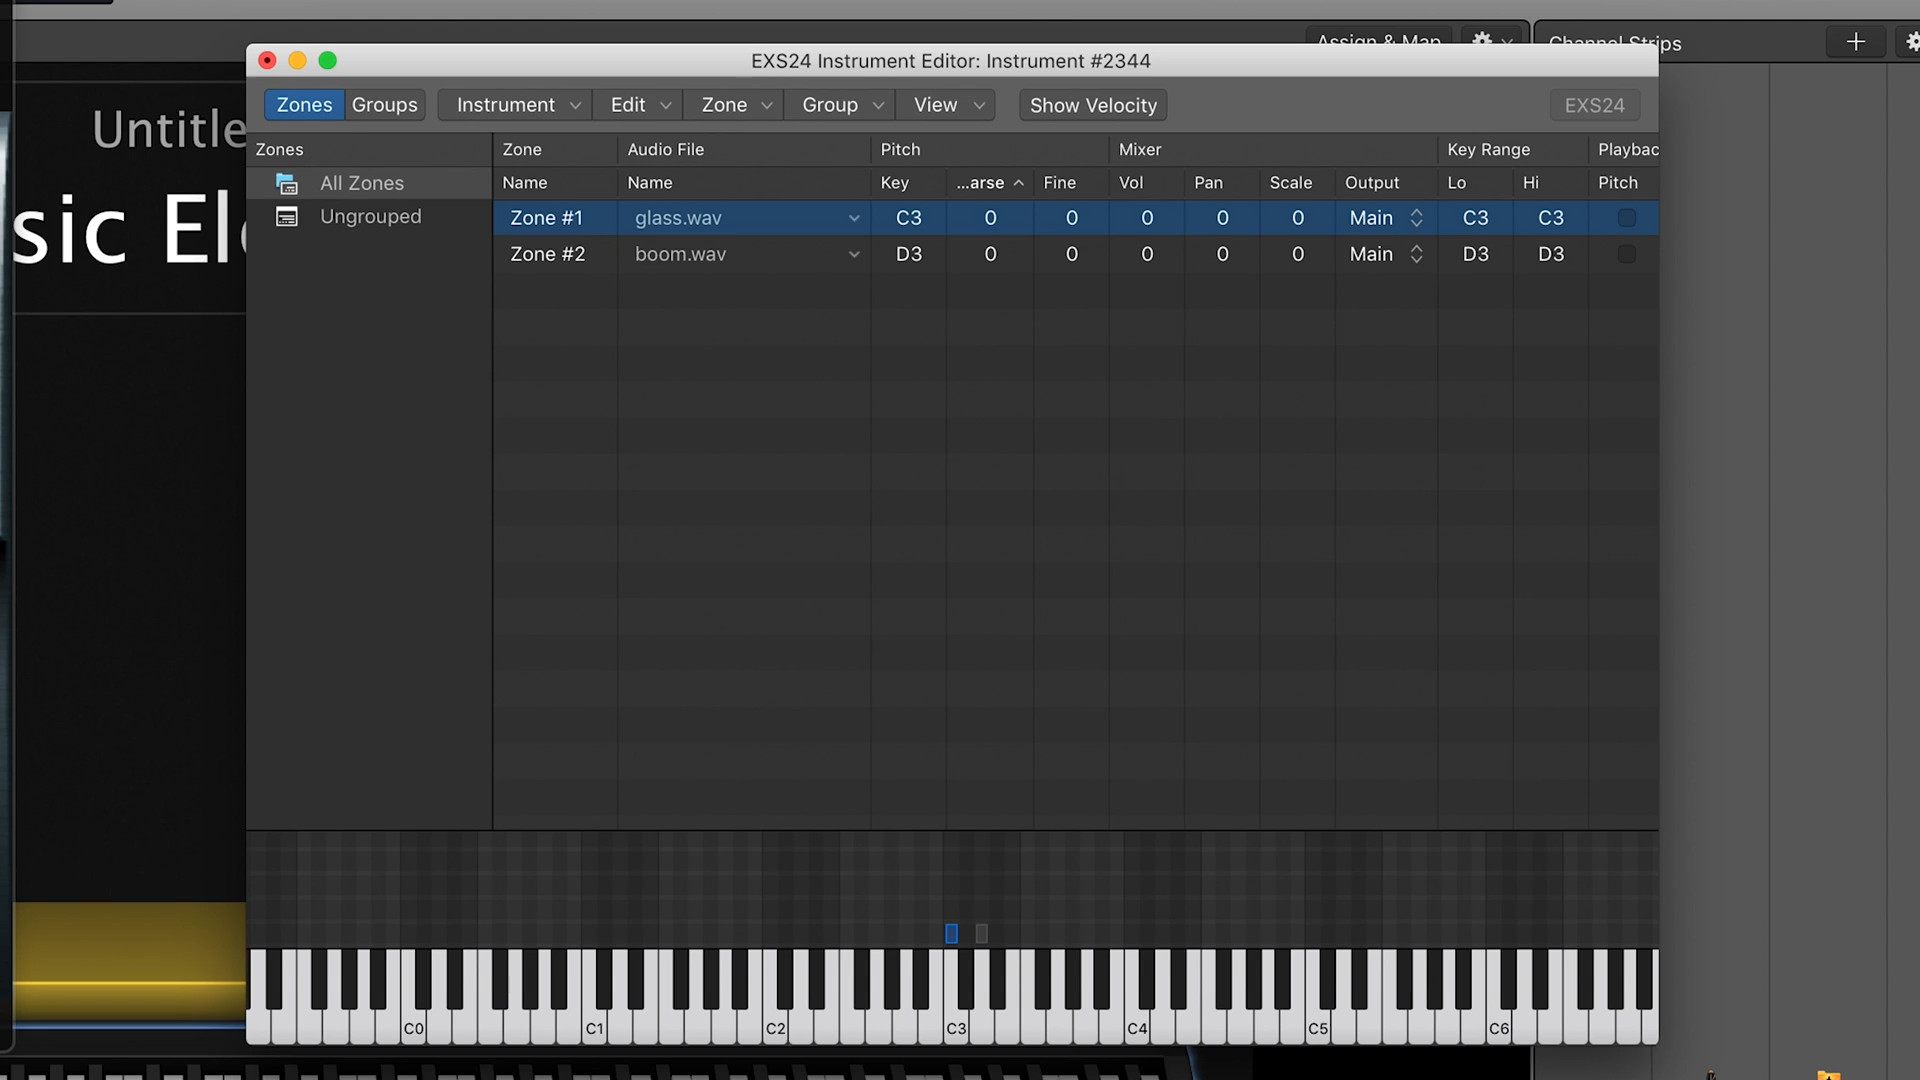 Assign & Map
Channel Strips
EXS24 Instrument Editor: Instrument #2344
Zones Groups Instrument Edit Zone Group View Show Velocity EXS24
Untitle
sic Ele
Zones Zone Audio File Pitch Mixer Key Range Playbac
All Zones Name Name Key ...arse Fine Vol Pan Scale Output Lo Hi Pitch
Ungrouped Zone #1 glass.wav C3 0 0 0 0 0 Main C3 C3
Zone #2 boom.wav D3 0 0 0 0 0 Main D3 D3
C0 C1 C2 C3 C4 C5 C6